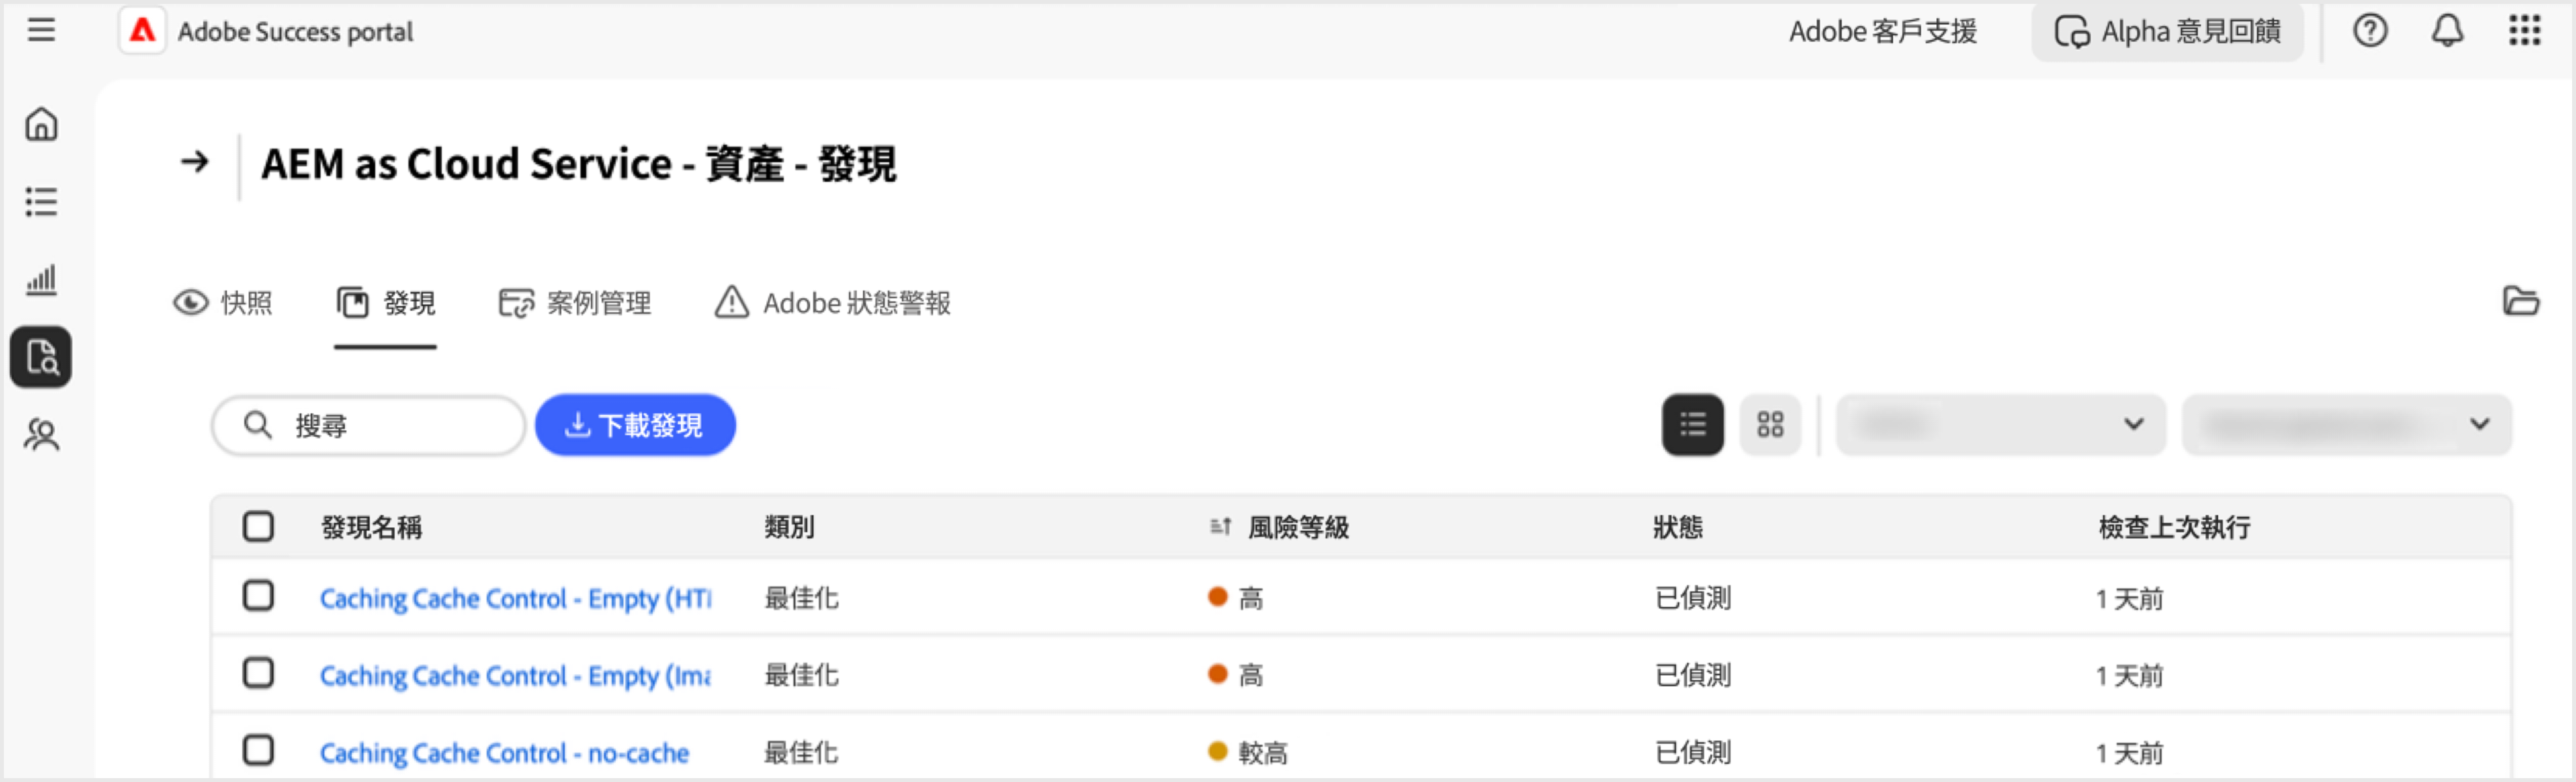 Adobe Success portal
Adobe 客戶支援
Alpha 意見回饋
AEM as Cloud Service - 資產 - 發現
快照
發現
案例管理
Adobe 狀態警報
搜尋
下載發現
發現名稱 類別 風險等級 狀態 檢查上次執行
Caching Cache Control - Empty (HT 最佳化 高 已偵測 1 天前
Caching Cache Control - Empty (Ima 最佳化 高 已偵測 1 天前
Caching Cache Control - no-cache 最佳化 較高 已偵測 1 天前